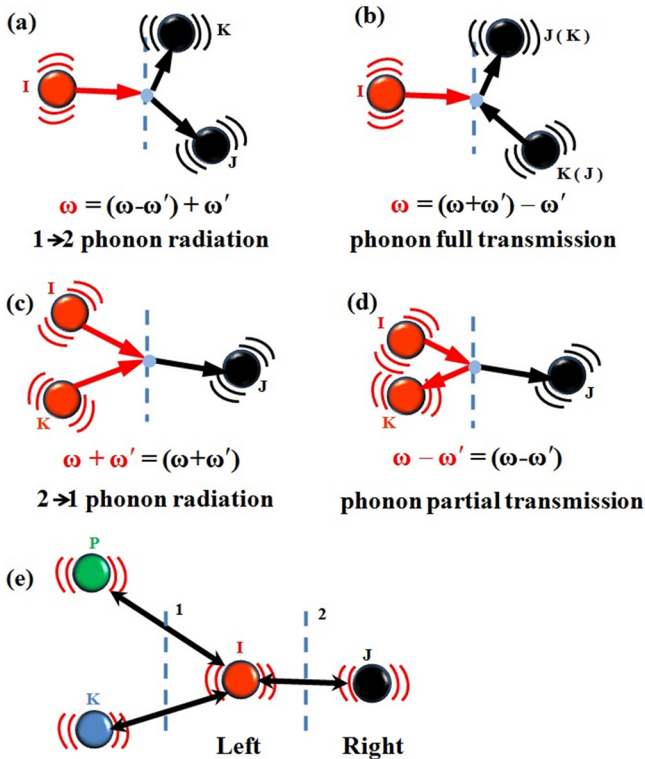 (a)
K
I
J
ω = (ω-ω′) + ω′
1→2 phonon radiation
(b)
J ( K )
I
K ( J )
ω = (ω+ω′) – ω′
phonon full transmission
(c)
I
K
J
ω + ω′ = (ω+ω′)
2→1 phonon radiation
(d)
I
K
J
ω – ω′ = (ω-ω′)
phonon partial transmission
(e)
P
1
2
I
J
K
Left
Right